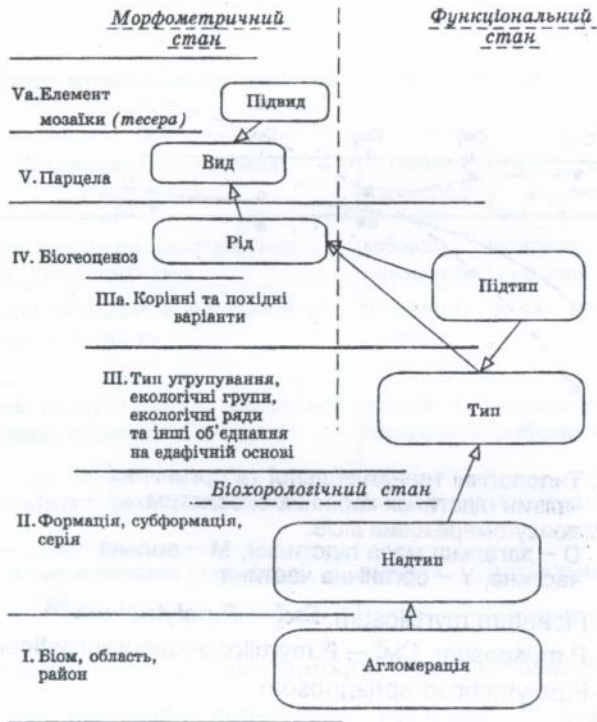 Морфометричний стан
Функціональний стан
Va. Елемент мозаїки (тесера)
Підвид
Вид
V. Парцела
Рід
IV. Біогеоценоз
Підтип
IIIa. Корінні та похідні варіанти
III. Тип угрупування,
екологічні групи,
екологічні ряди
та інші об'єднання
на едафічній основі
Тип
Біохорологічний стан
II. Формація, субформація,
серія
Надтип
I. Біом, область,
район
Агломерація